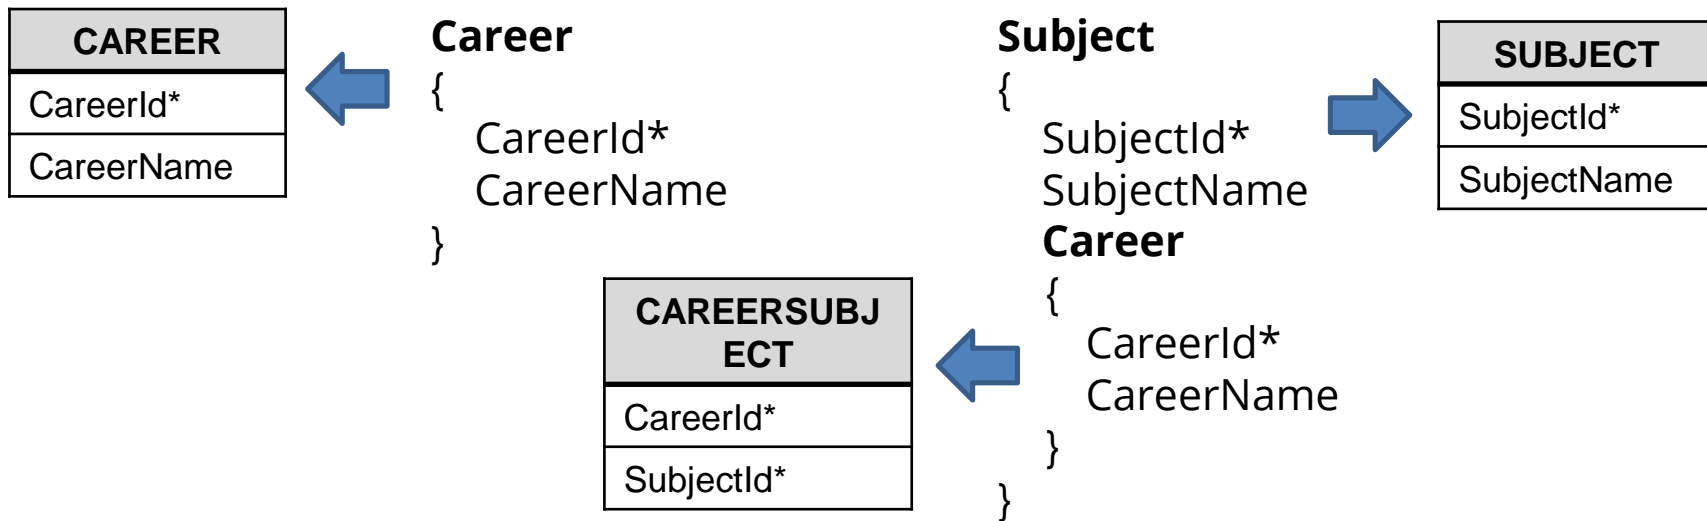 CAREER
CareerId*
CareerName
Career
{
CareerId*
CareerName
}
Subject
{
SubjectId*
SubjectName
Career
{
CareerId*
CareerName
}
}
SUBJECT
SubjectId*
SubjectName
CAREERSUBJ
ECT
CareerId*
SubjectId*